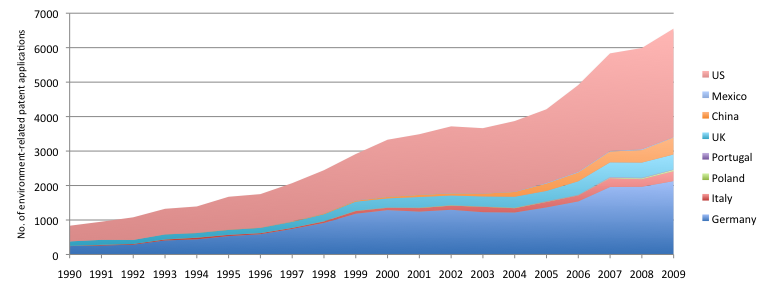 No. of environment-related patent applications
7000
6000
5000
4000
3000
2000
1000
0
1990 1991 1992 1993 1994 1995 1996 1997 1998 1999 2000 2001 2002 2003 2004 2005 2006 2007 2008 2009
US
Mexico
China
UK
Portugal
Poland
Italy
Germany